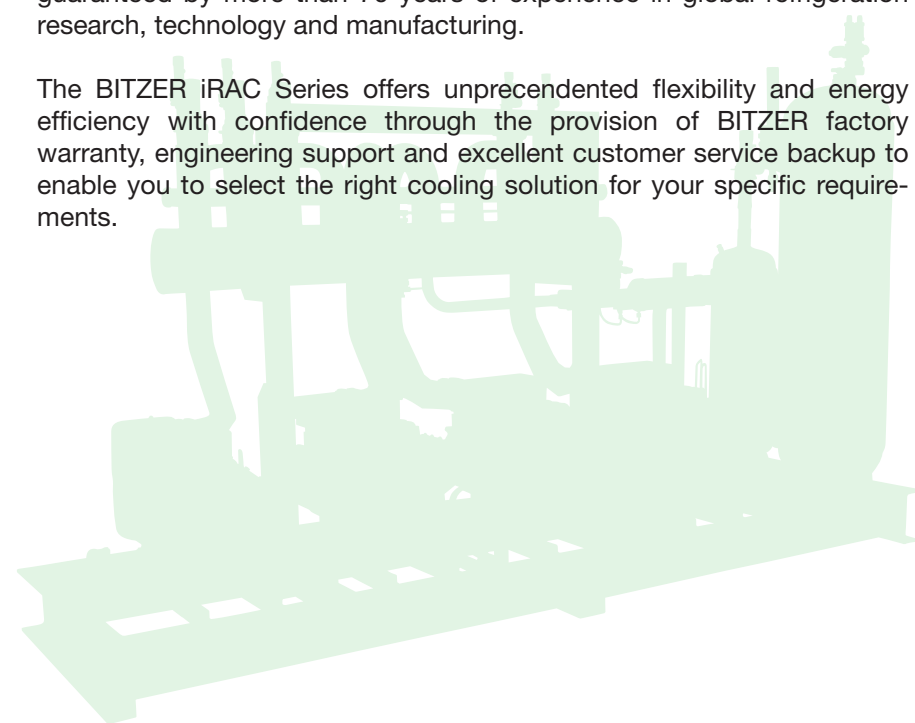 guaranteed by more than 70 years of experience in global refrigeration
research, technology and manufacturing.
The BITZER iRAC Series offers unprecendented flexibility and energy
efficiency with confidence through the provision of BITZER factory
warranty, engineering support and excellent customer service backup to
enable you to select the right cooling solution for your specific require-
ments.